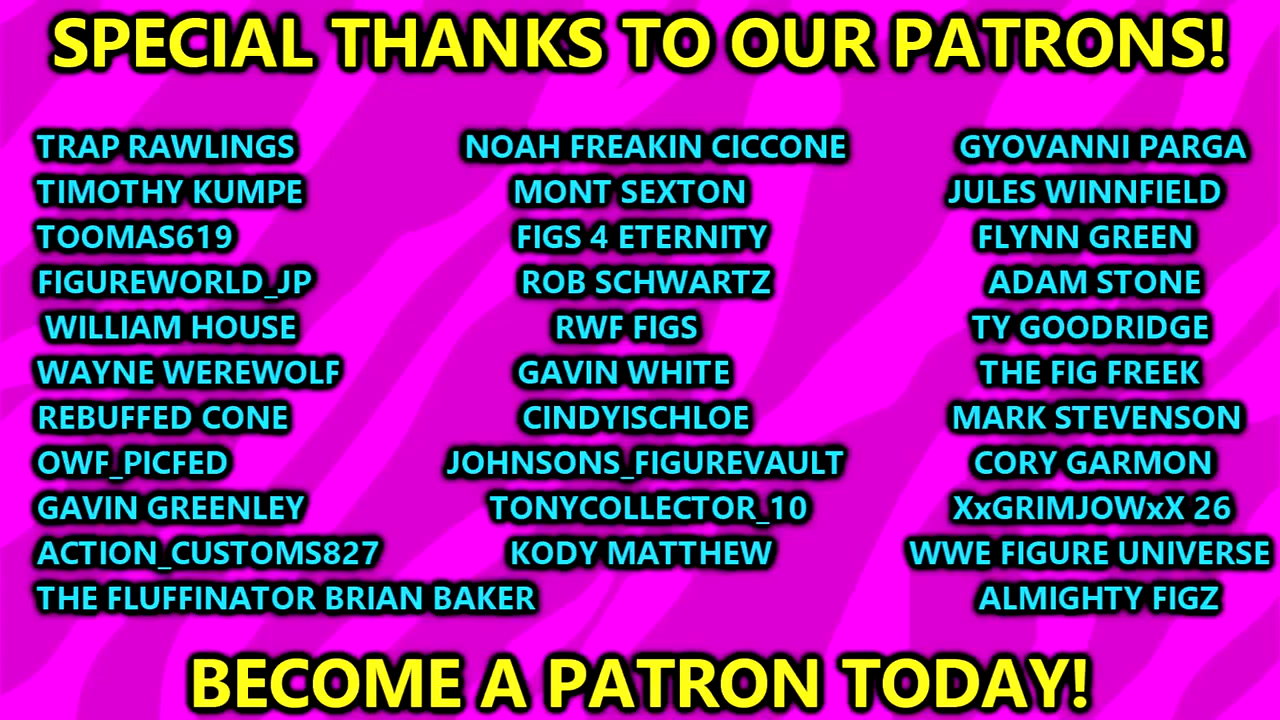 SPECIAL THANKS TO OUR PATRONS!
TRAP RAWLINGS
TIMOTHY KUMPE
TOOMAS619
FIGUREWORLD_JP
WILLIAM HOUSE
WAYNE WEREWOLF
REBUFFED CONE
OWF_PICFED
GAVIN GREENLEY
ACTION_CUSTOMS827
THE FLUFFINATOR BRIAN BAKER
NOAH FREAKIN CICCONE
MONT SEXTON
FIGS 4 ETERNITY
ROB SCHWARTZ
RWF FIGS
GAVIN WHITE
CINDYISCHLOE
JOHNSONS_FIGUREVAULT
TONYCOLLECTOR_10
KODY MATTHEW
GYOVANNI PARGA
JULES WINNFIELD
FLYNN GREEN
ADAM STONE
TY GOODRIDGE
THE FIG FREEK
MARK STEVENSON
CORY GARMON
XxGRIMJOWxX 26
WWE FIGURE UNIVERSE
ALMIGHTY FIGZ
BECOME A PATRON TODAY!